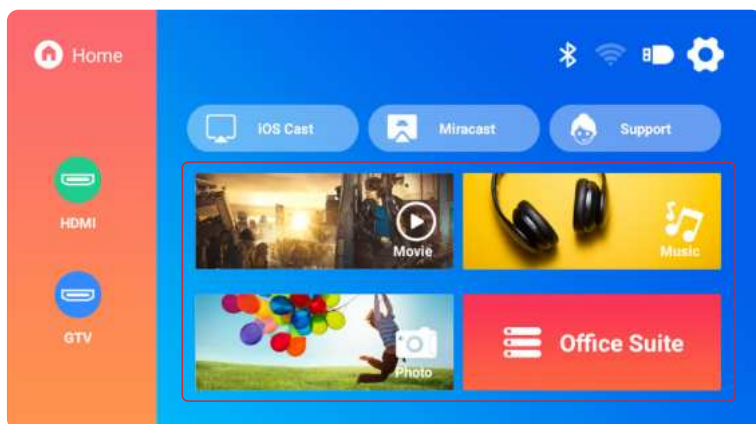 Home
iOS Cast
Miracast
Support
HDMI
GTV
Movie
Music
Photo
Office Suite